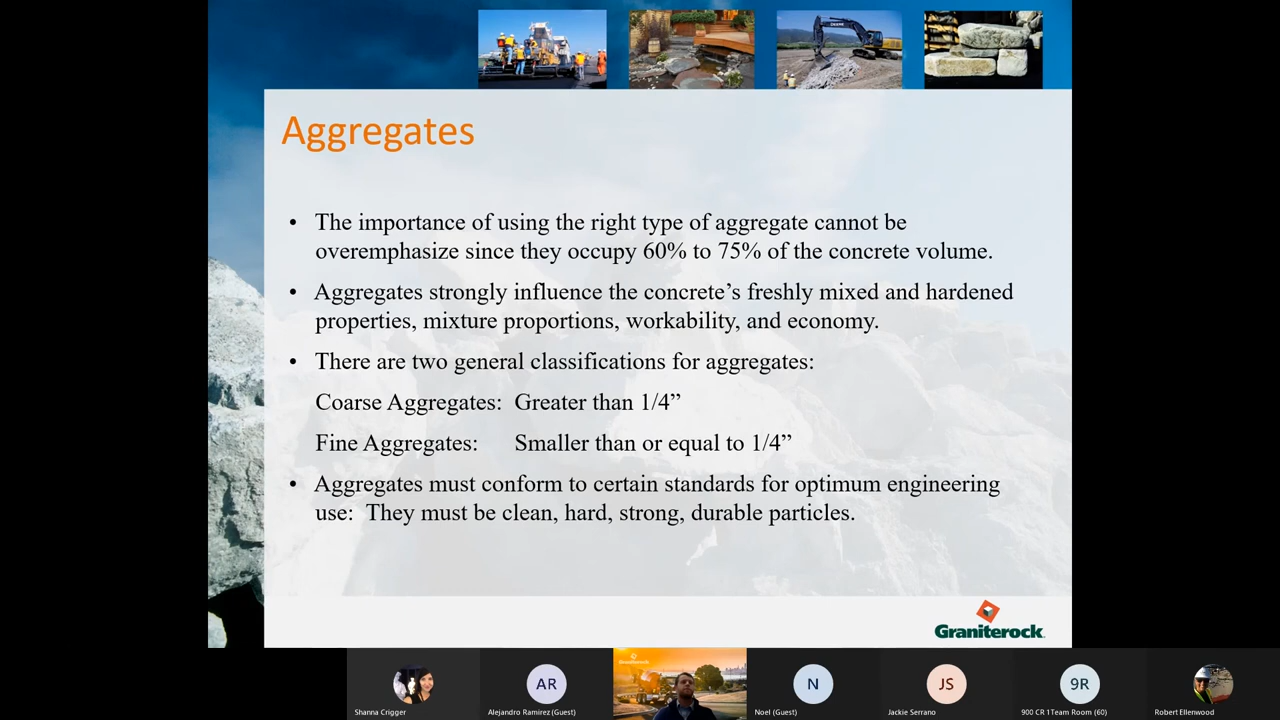 Aggregates
• The importance of using the right type of aggregate cannot be
overemphasize since they occupy 60% to 75% of the concrete volume.
• Aggregates strongly influence the concrete’s freshly mixed and hardened
properties, mixture proportions, workability, and economy.
• There are two general classifications for aggregates:
Coarse Aggregates: Greater than 1/4”
Fine Aggregates: Smaller than or equal to 1/4”
• Aggregates must conform to certain standards for optimum engineering
use: They must be clean, hard, strong, durable particles.
Graniterock
Graniterock
AR
N
JS
9R
Shanna Crigger
Alejandro Ramirez (Guest)
Noel (Guest)
Jackie Serrano
900 CR 1Team Room (60)
Robert Ellenwood